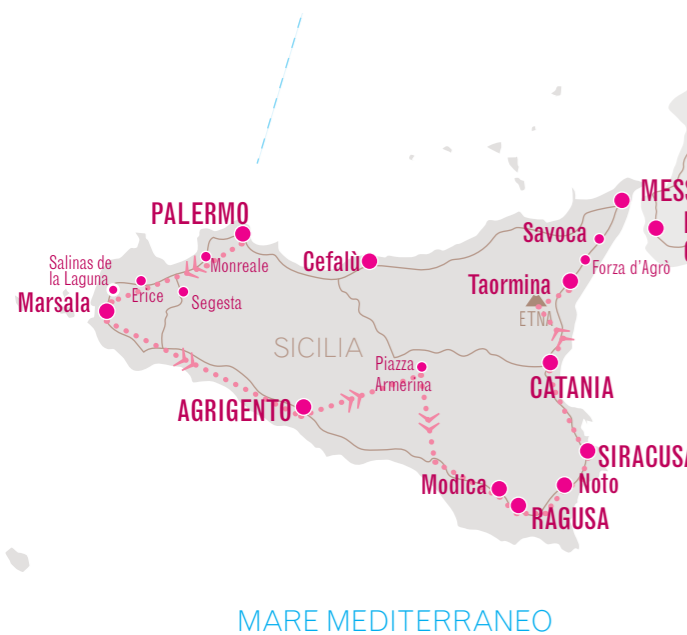 PALERMO
MESS
Savoca
Salinas de
la Laguna
Monreale
Cefalù
Forza d'Agrò
Erice
Segesta
Taormina
Marsala
ETNA
SICILIA
Piazza
Armerina
CATANIA
AGRIGENTO
SIRACUSA
Modica
Noto
RAGUSA
MARE MEDITERRANEO